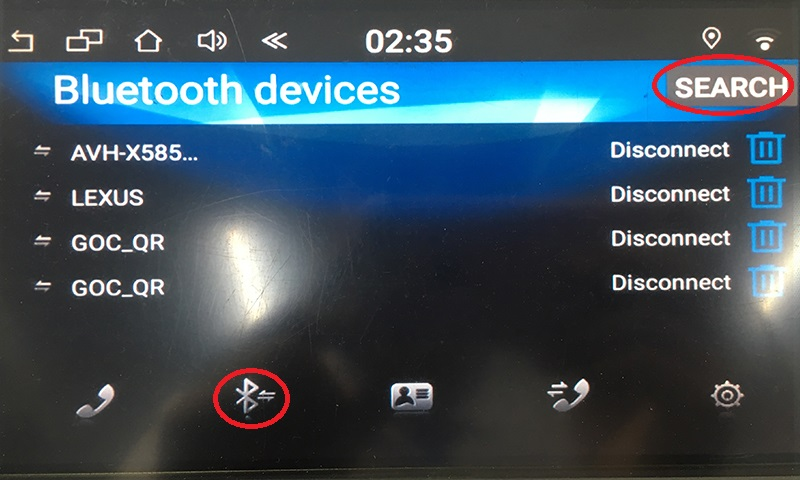 02:35
Bluetooth devices SEARCH
AVH-X585... Disconnect
LEXUS Disconnect
GOC_QR Disconnect
GOC_QR Disconnect